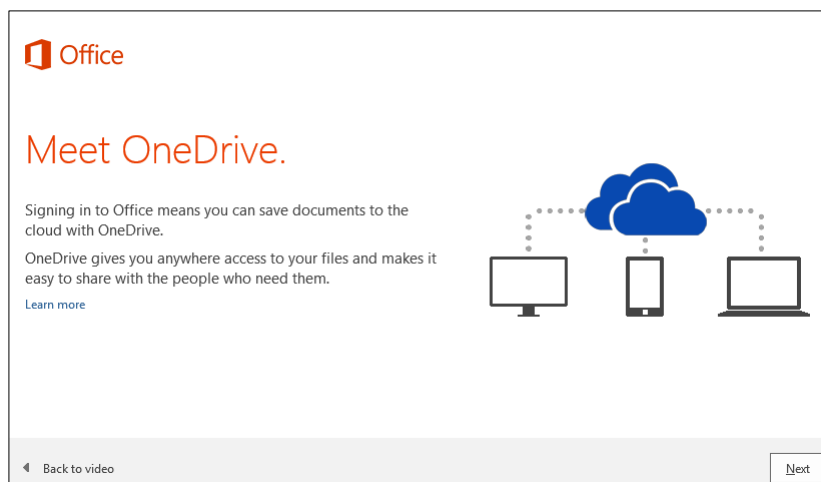 Office
Meet OneDrive.
Signing in to Office means you can save documents to the
cloud with OneDrive.
OneDrive gives you anywhere access to your files and makes it
easy to share with the people who need them.
Learn more
Back to video
Next